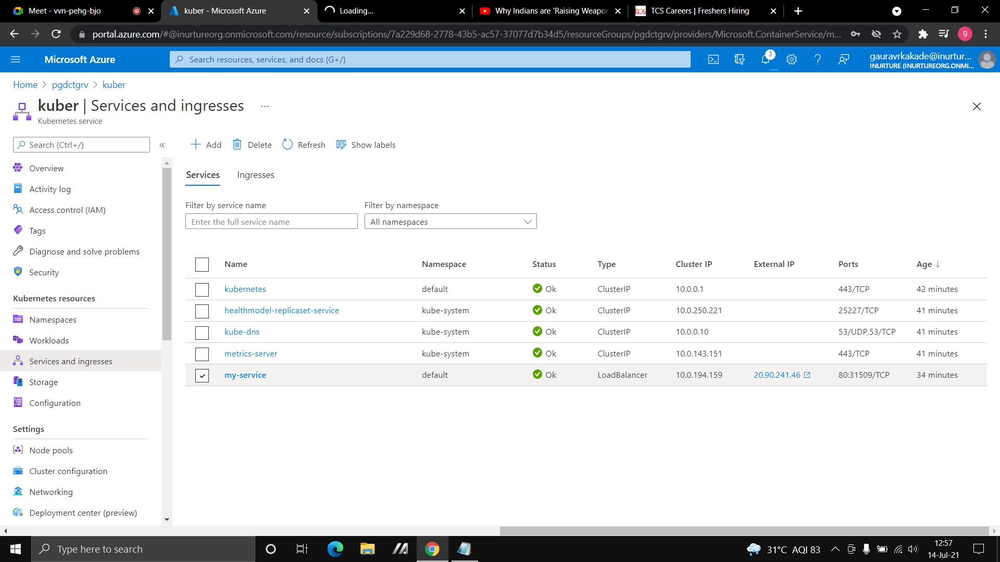 Meet - vvn-pehg-bjo
kuber - Microsoft Azure
Loading...
Why Indians are 'Raising Weapon
TCS Careers | Freshers Hiring
portal.azure.com/#@inurtureorg.onmicrosoft.com/resource/subscriptions/7a229d68-2778-43b5-ac57-37077d7b34d5/resourceGroups/pgdctgrv/providers/Microsoft.ContainerService/m...
g
Microsoft Azure
Search resources, services, and docs (G+/)
3
gauravrkakade@inurtur...
INURTURE (INURTUREORG.ONMI...
Home > pgdctgrv > kuber
kuber | Services and ingresses ...
Kubernetes service
Search (Ctrl+/)
«
Overview
Activity log
Access control (IAM)
Tags
Diagnose and solve problems
Security
Kubernetes resources
Namespaces
Workloads
Services and ingresses
Storage
Configuration
Settings
Node pools
Cluster configuration
Networking
Deployment center (preview)
Add
Delete
Refresh
Show labels
Services
Ingresses
Filter by service name
Enter the full service name
Filter by namespace
All namespaces
Name Namespace Status Type Cluster IP External IP Ports Age ↓
kubernetes default Ok ClusterIP 10.0.0.1 443/TCP 42 minutes
healthmodel-replicaset-service kube-system Ok ClusterIP 10.0.250.221 25227/TCP 41 minutes
kube-dns kube-system Ok ClusterIP 10.0.0.10 53/UDP,53/TCP 41 minutes
metrics-server kube-system Ok ClusterIP 10.0.143.151 443/TCP 41 minutes
my-service default Ok LoadBalancer 10.0.194.159 20.90.241.46 80:31509/TCP 34 minutes
Type here to search
31°C AQI 83
12:57
14-Jul-21